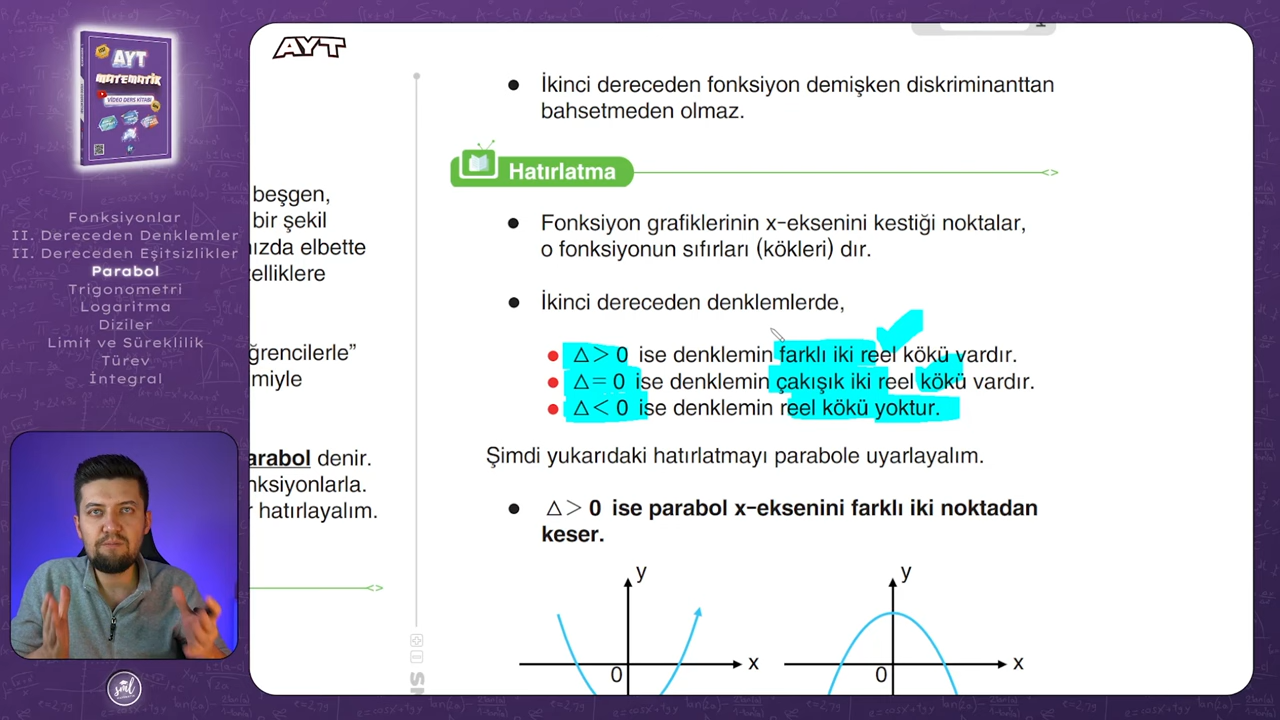 AYT
MATEMATİK
VİDEO DERS KİTABI
Fonksiyonlar
II. Dereceden Denklemler
II. Dereceden Eşitsizlikler
Parabol
Trigonometri
Logaritma
Diziler
Limit ve Süreklilik
Türev
İntegral
sml
AYT
beşgen,
bir şekil
elbette
ğrencilerle”
imiyle
arabol denir.
nksiyonlarla.
hatırlayalım.
• İkinci dereceden fonksiyon demişken diskriminanttan
bahsetmeden olmaz.
Hatırlatma
• Fonksiyon grafiklerinin x-eksenini kestiği noktalar,
o fonksiyonun sıfırları (kökleri) dır.
• İkinci dereceden denklemlerde,
• △> 0 ise denklemin farklı iki reel kökü vardır.
• △= 0 ise denklemin çakışık iki reel kökü vardır.
• △< 0 ise denklemin reel kökü yoktur.
Şimdi yukarıdaki hatırlatmayı parabole uyarlayalım.
• △> 0 ise parabol x-eksenini farklı iki noktadan
keser.
y
x
0
y
x
0